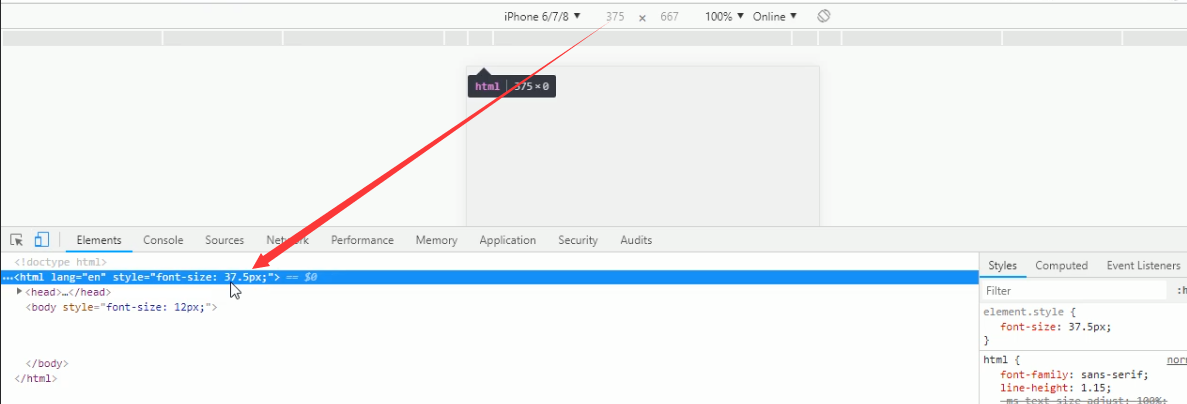 iPhone 6/7/8 ▼ 375 × 667 100% ▼ Online ▼
html 375 × 0
Elements Console Sources Network Performance Memory Application Security Audits
<!doctype html>
…<html lang="en" style="font-size: 37.5px;"> == $0
▶<head>…</head>
<body style="font-size: 12px;">
</body>
</html>
Styles Computed Event Listeners
Filter :h
element.style {
font-size: 37.5px;
}
html { nor
font-family: sans-serif;
line-height: 1.15;
-ms-text-size-adjust: 100%;